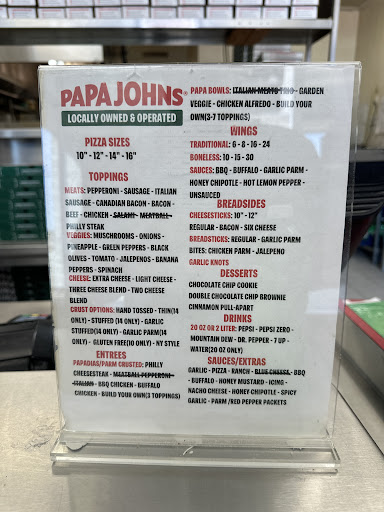 PAPA JOHNS
LOCALLY OWNED & OPERATED
PIZZA SIZES
10" - 12" - 14" - 16"
TOPPINGS
MEATS: PEPPERONI - SAUSAGE - ITALIAN
SAUSAGE - CANADIAN BACON - BACON -
BEEF - CHICKEN - SALAMI - MEATBALL -
PHILLY STEAK
VEGGIES: MUSCHROOMS - ONIONS -
PINEAPPLE - GREEN PEPPERS - BLACK
OLIVES - TOMATO - JALEPENOS - BANANA
PEPPERS - SPINACH
CHEESE: EXTRA CHEESE - LIGHT CHEESE -
THREE CHEESE BLEND - TWO CHEESE
BLEND
CRUST OPTIONS: HAND TOSSED - THIN(14
ONLY) - STUFFED (14 ONLY) - GARLIC
STUFFED(14 ONLY) - GARLIC PARM(14
ONLY) - GLUTEN FREE(10 ONLY) - NY STYLE
ENTREES
PAPADIAS/PARM CRUSTED: PHILLY
CHEESESTEAK - MEATBALL PEPPERONI -
ITALIAN - BBQ CHICKEN - BUFFALO
CHICKEN - BUILD YOUR OWN(3 TOPPINGS)
PAPA BOWLS: ITALIAN MEATS TRIO - GARDEN
VEGGIE - CHICKEN ALFREDO - BUILD YOUR
OWN(3-7 TOPPINGS)
WINGS
TRADITIONAL: 6 - 8 - 16 - 24
BONELESS: 10 - 15 - 30
SAUCES: BBQ - BUFFALO - GARLIC PARM -
HONEY CHIPOTLE - HOT LEMON PEPPER -
UNSAUCED
BREADSIDES
CHEESESTICKS: 10" - 12"
REGULAR - BACON - SIX CHEESE
BREADSTICKS: REGULAR - GARLIC PARM
BITES: CHICKEN PARM - JALEPENO
GARLIC KNOTS
DESSERTS
CHOCOLATE CHIP COOKIE
DOUBLE CHOCOLATE CHIP BROWNIE
CINNAMON PULL-APART
DRINKS
20 OZ OR 2 LITER: PEPSI - PEPSI ZERO -
MOUNTAIN DEW - DR. PEPPER - 7 UP -
WATER(20 OZ ONLY)
SAUCES/EXTRAS
GARLIC - PIZZA - RANCH - BLUE CHEESE - BBQ
- BUFFALO - HONEY MUSTARD - ICING -
NACHO CHEESE - HONEY CHIPOTLE - SPICY
GARLIC - PARM /RED PEPPER PACKETS